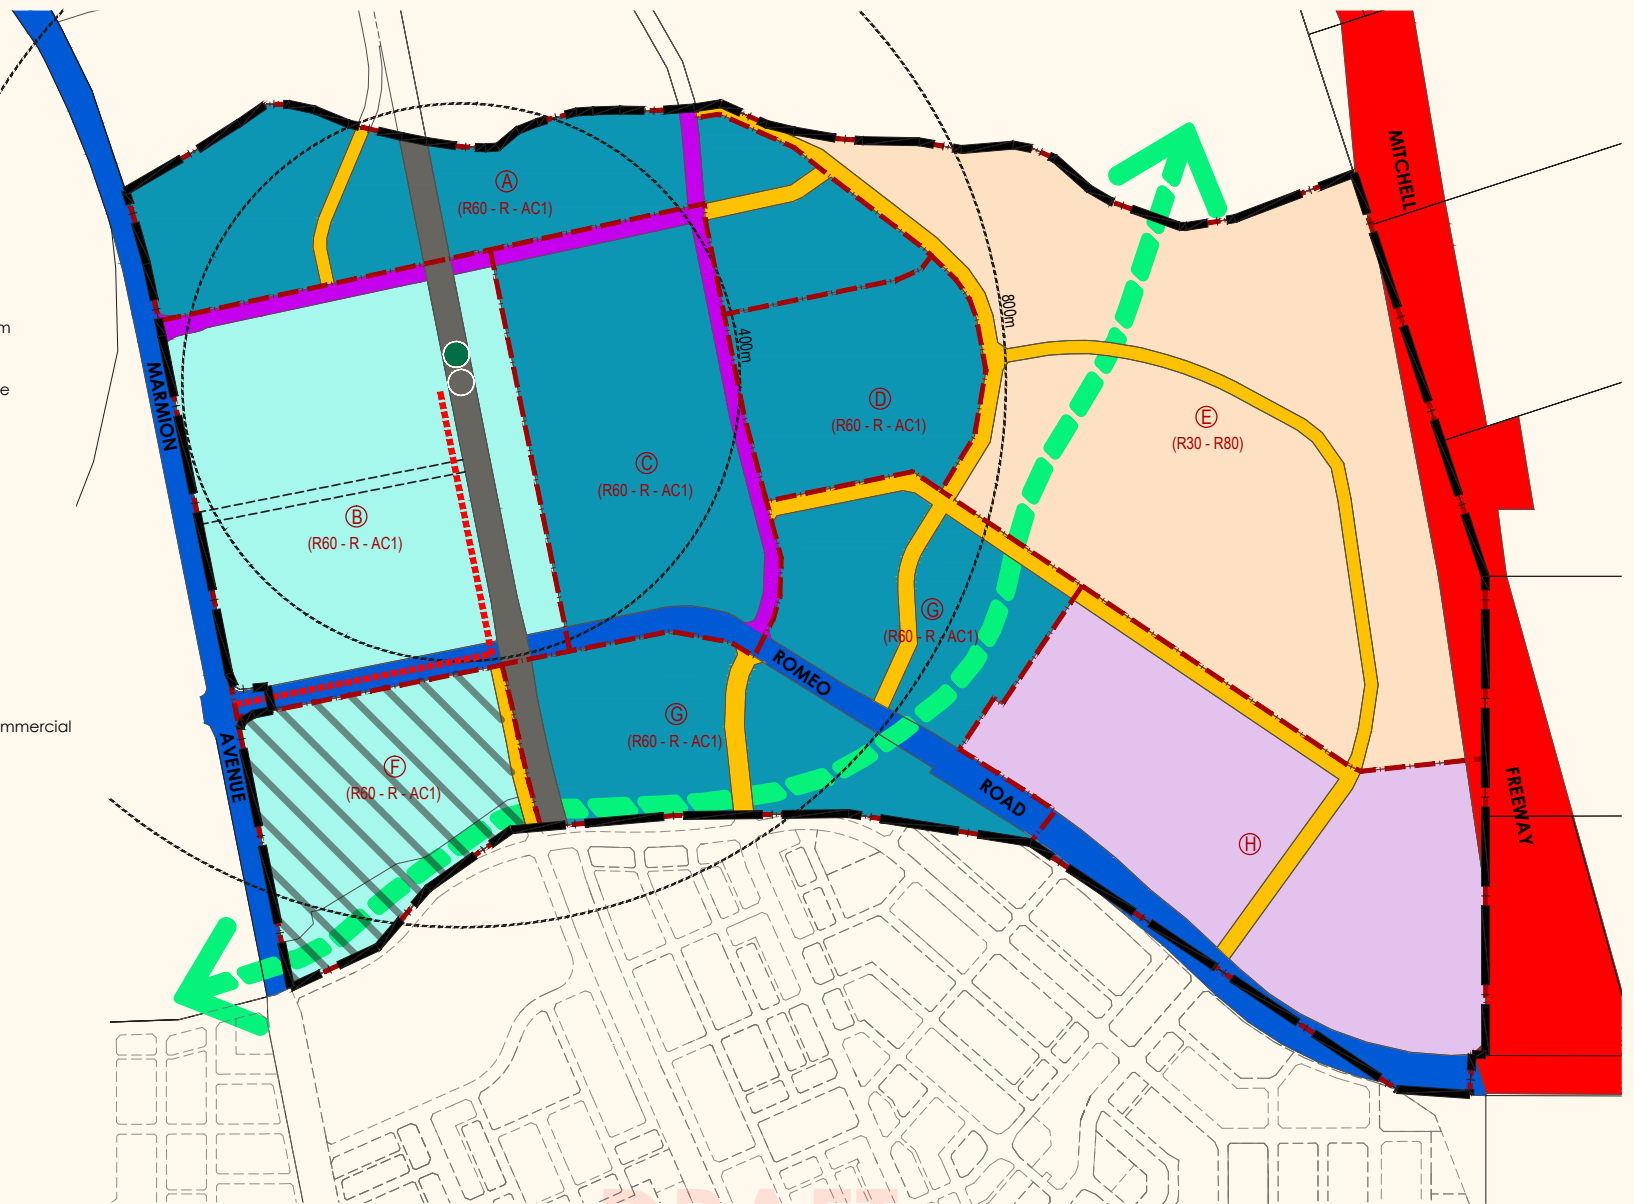 MITCHELL
A
(R60 - R - AC1)
m
800m
400m
e
MARMION
D
(R60 - R - AC1)
E
(R30 - R80)
C
(R60 - R - AC1)
B
(R60 - R - AC1)
G
(R60 - R - AC1)
ROMEO
G
(R60 - R - AC1)
mmercial
AVENUE
F
(R60 - R - AC1)
ROAD
FREEWAY
H
DRAFT